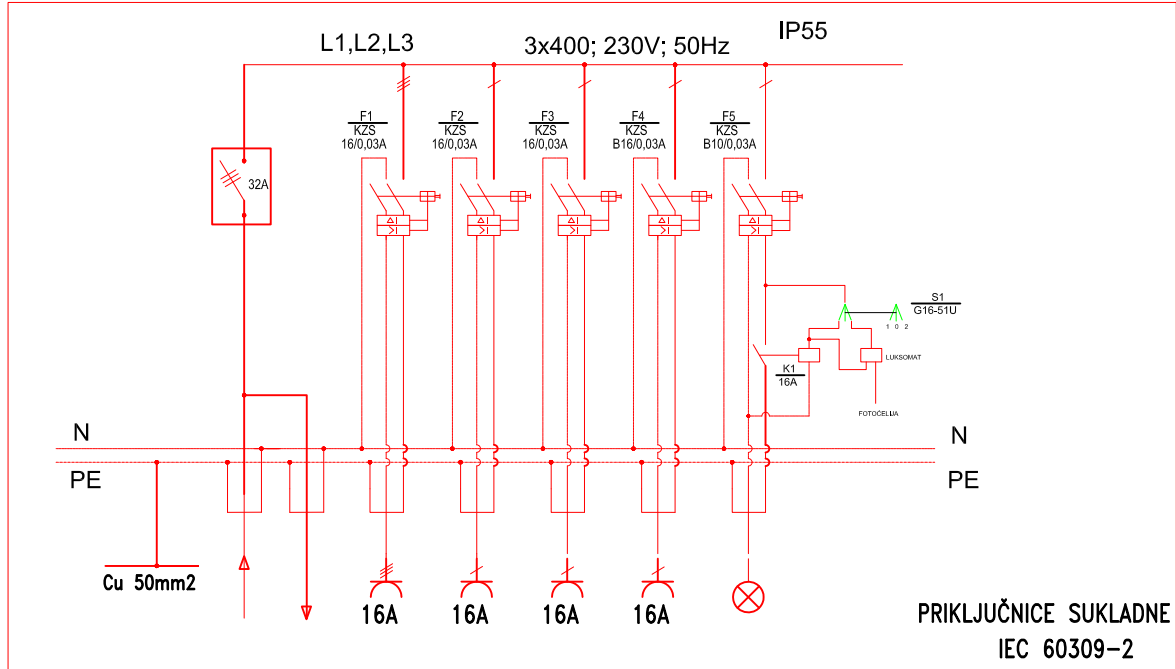 IP55
L1,L2,L3
3x400; 230V; 50Hz
F1
KZS
16/0,03A
F2
KZS
16/0,03A
F3
KZS
16/0,03A
F4
KZS
B16/0,03A
F5
KZS
B10/0,03A
32A
S1
G16-51U
1 0 2
LUKSOMAT
K1
16A
FOTOĆELIJA
N
N
PE
PE
Cu 50mm2
16A
16A
16A
16A
PRIKLJUČNICE SUKLADNE
IEC 60309-2